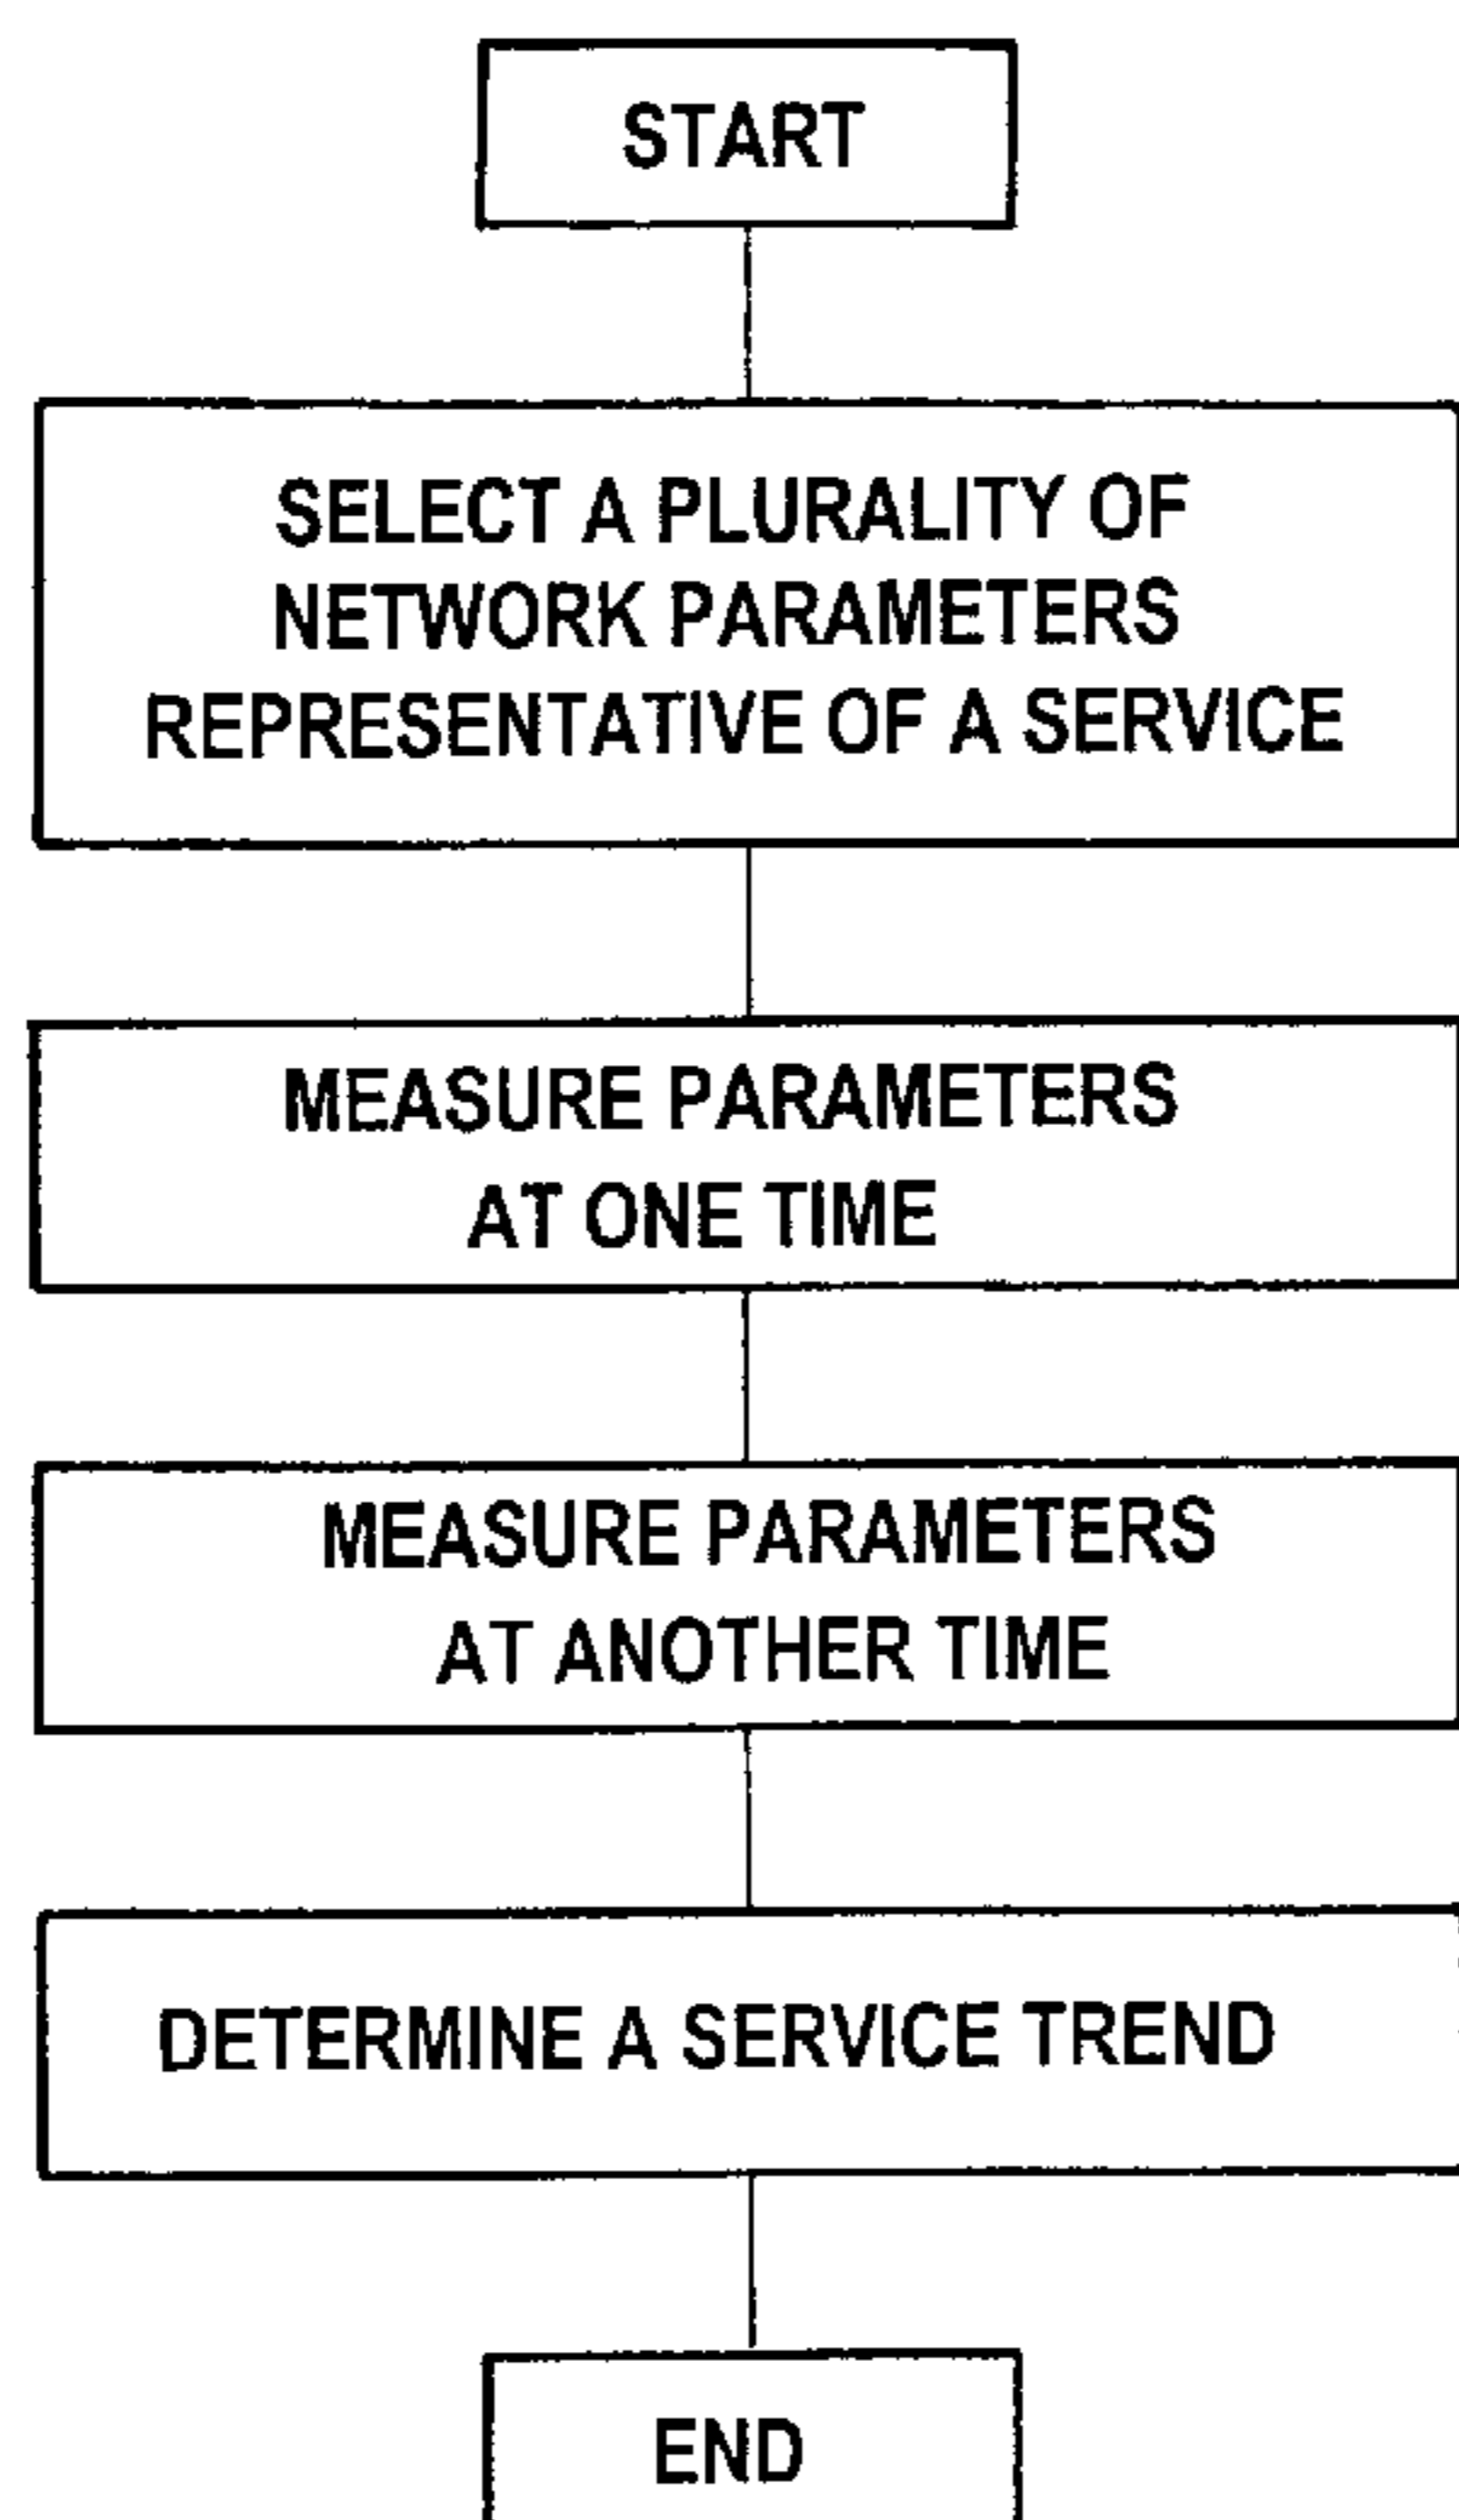 START
SELECT A PLURALITY OF
NETWORK PARAMETERS
REPRESENTATIVE OF A SERVICE
MEASURE PARAMETERS
AT ONE TIME
MEASURE PARAMETERS
AT ANOTHER TIME
DETERMINE A SERVICE TREND
END